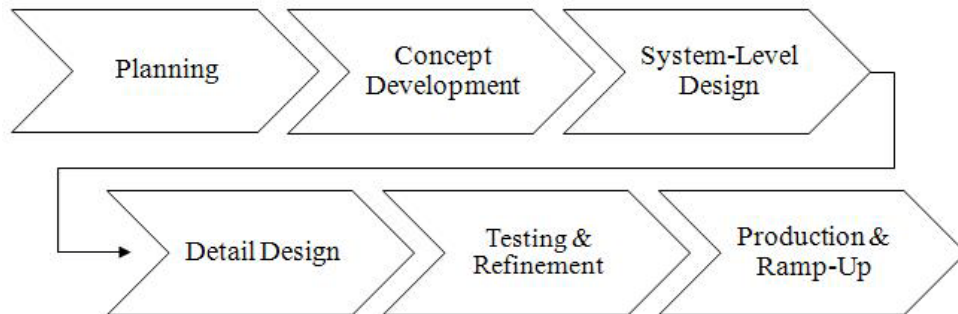 Planning
Concept
Development
System-Level
Design
Detail Design
Testing &
Refinement
Production &
Ramp-Up